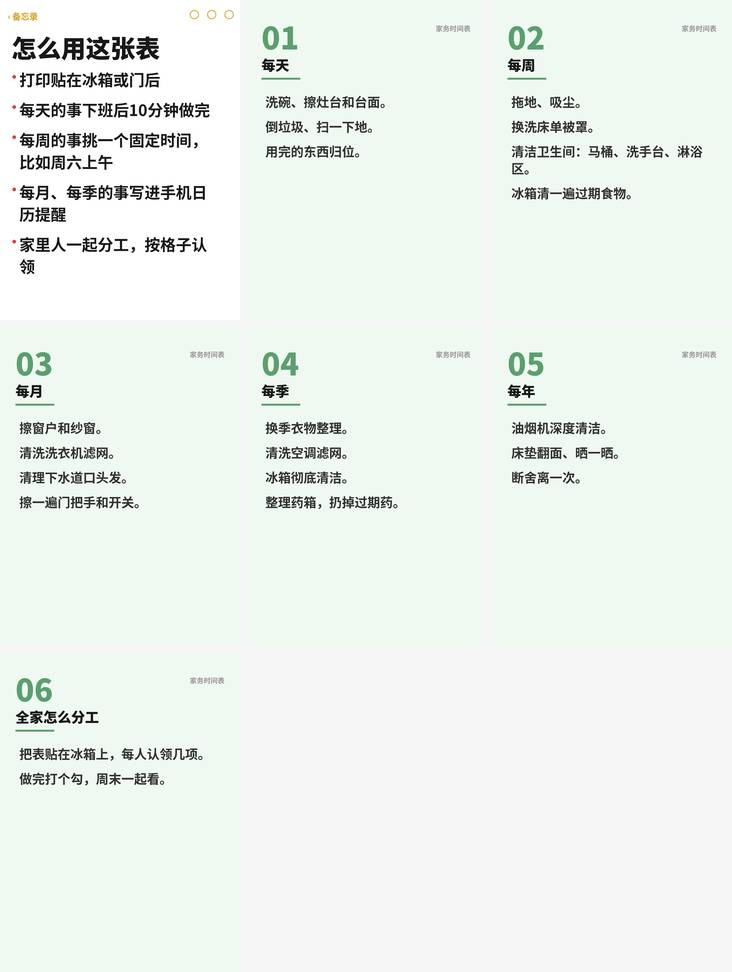 ‹ 备忘录
怎么用这张表
• 打印贴在冰箱或门后
• 每天的事下班后10分钟做完
• 每周的事挑一个固定时间，
比如周六上午
• 每月、每季的事写进手机日
历提醒
• 家里人一起分工，按格子认
领
01
家务时间表
每天
洗碗、擦灶台和台面。
倒垃圾、扫一下地。
用完的东西归位。
02
家务时间表
每周
拖地、吸尘。
换洗床单被罩。
清洁卫生间：马桶、洗手台、淋浴
区。
冰箱清一遍过期食物。
03
家务时间表
每月
擦窗户和纱窗。
清洗洗衣机滤网。
清理下水道口头发。
擦一遍门把手和开关。
04
家务时间表
每季
换季衣物整理。
清洗空调滤网。
冰箱彻底清洁。
整理药箱，扔掉过期药。
05
家务时间表
每年
油烟机深度清洁。
床垫翻面、晒一晒。
断舍离一次。
06
家务时间表
全家怎么分工
把表贴在冰箱上，每人认领几项。
做完打个勾，周末一起看。